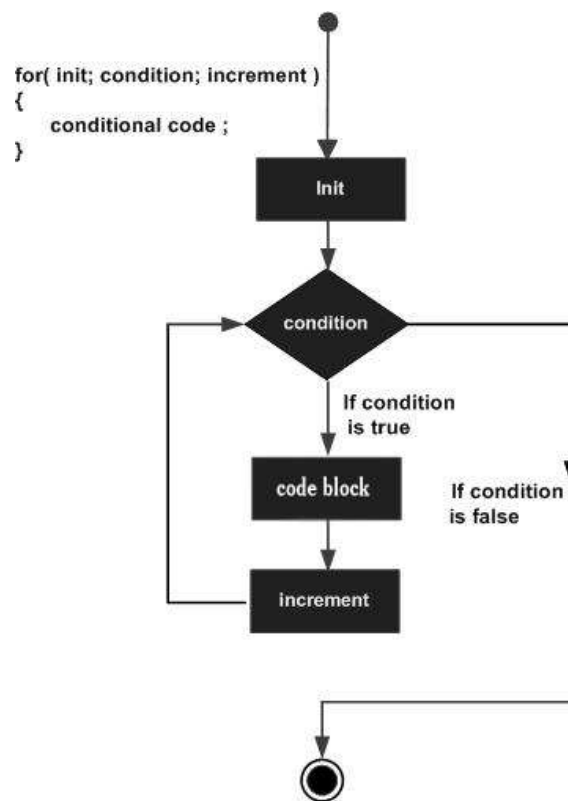 for( init; condition; increment )
{
conditional code ;
}
Init
condition
If condition
is true
code block
If condition
is false
increment